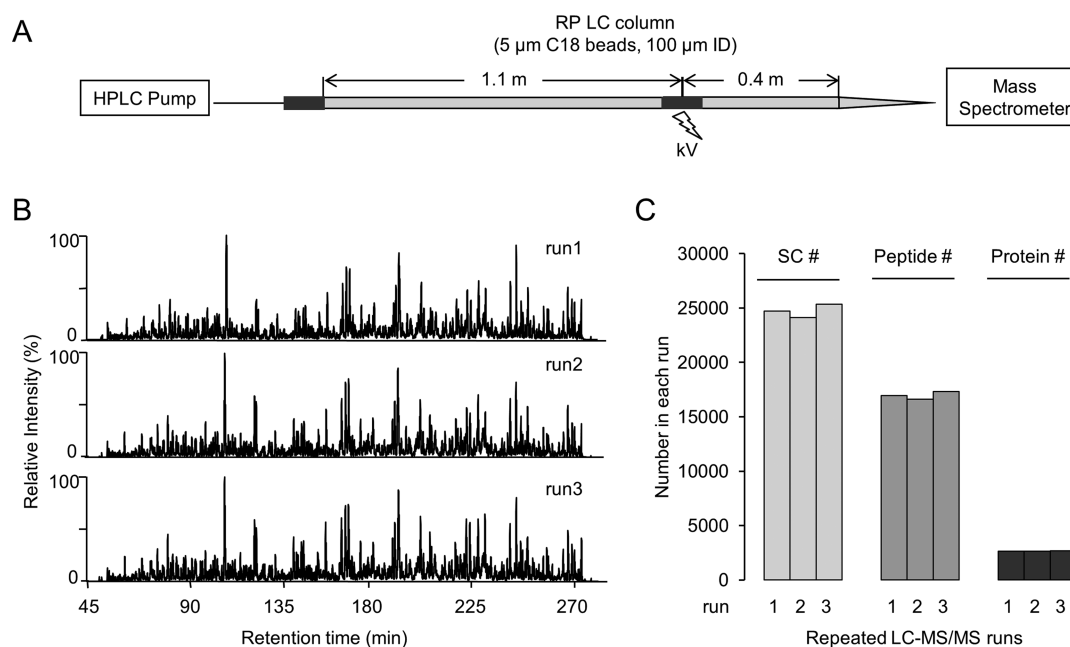 A
RP LC column
(5 µm C18 beads, 100 µm ID)
1.1 m
0.4 m
HPLC Pump
Mass
Spectrometer
kV
B
100
run1
0
100
run2
0
100
run3
0
Relative Intensity (%)
45 90 135 180 225 270
Retention time (min)
C
30000
25000
20000
15000
10000
5000
0
Number in each run
SC # Peptide # Protein #
run 1 2 3 1 2 3 1 2 3
Repeated LC-MS/MS runs